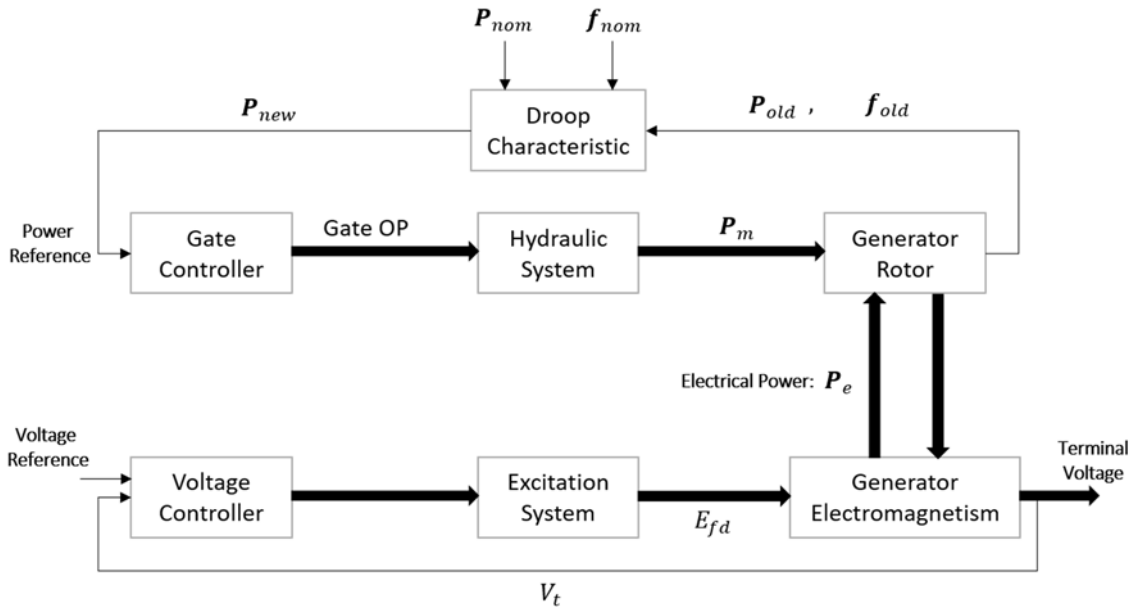 P_nom f_nom
P_new
Droop
Characteristic
P_old , f_old
Power
Reference
Gate
Controller
Gate OP
Hydraulic
System
P_m
Generator
Rotor
Electrical Power: P_e
Voltage
Reference
Voltage
Controller
Excitation
System
E_fd
Generator
Electromagnetism
Terminal
Voltage
V_t